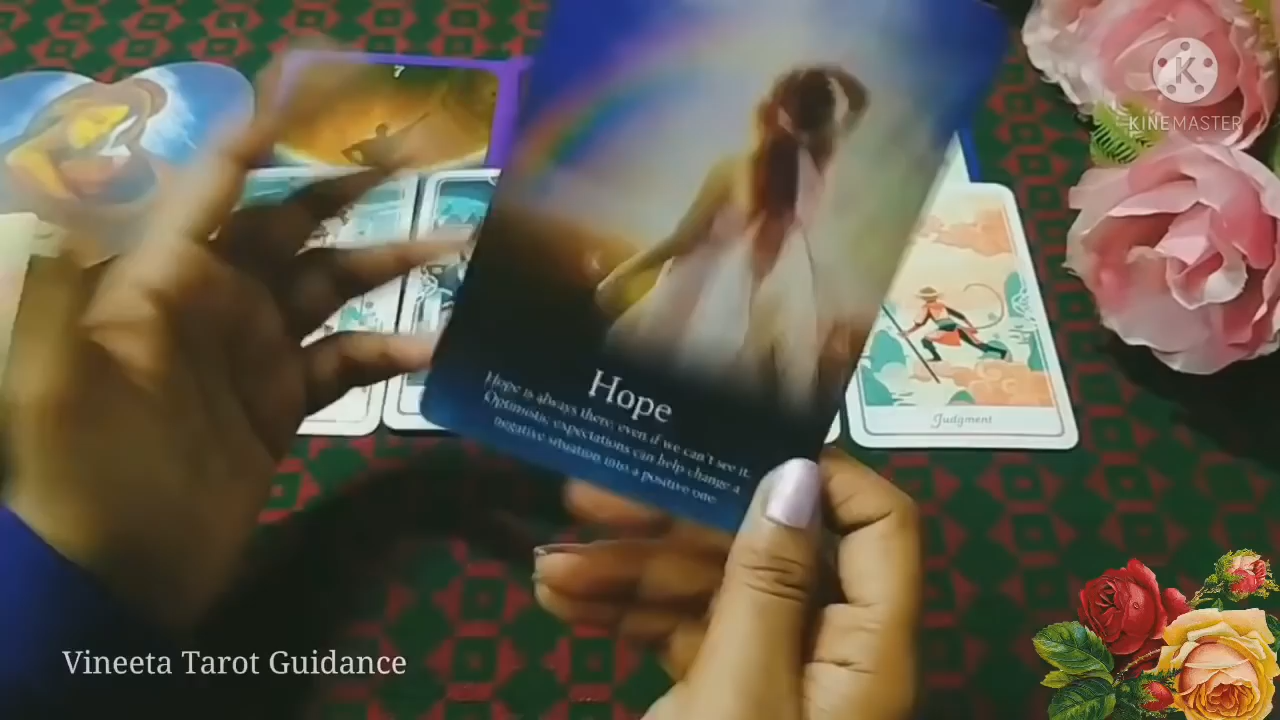 7
K
KINEMASTER
Hope
Hope is always there, even if we can't see it.
Optimistic expectations can help change a
negative situation into a positive one.
Judgment
Vineeta Tarot Guidance